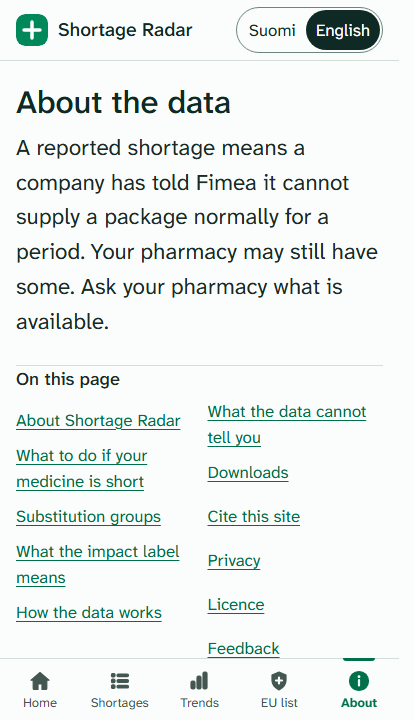 Shortage Radar
Suomi
English
About the data
A reported shortage means a
company has told Fimea it cannot
supply a package normally for a
period. Your pharmacy may still have
some. Ask your pharmacy what is
available.
On this page
About Shortage Radar
What to do if your
medicine is short
Substitution groups
What the impact label
means
How the data works
What the data cannot
tell you
Downloads
Cite this site
Privacy
Licence
Feedback
Home
Shortages
Trends
EU list
About